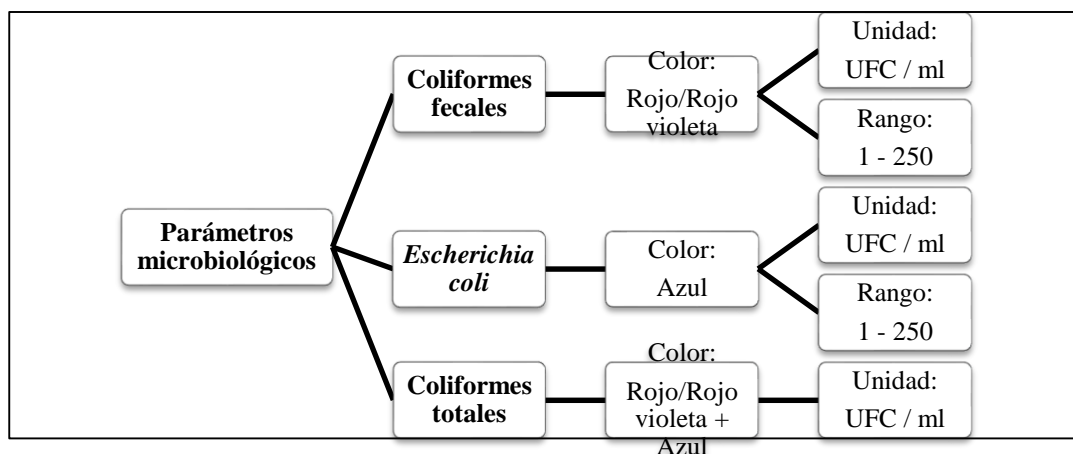 Parámetros
microbiológicos
Coliformes
fecales
Color:
Rojo/Rojo
violeta
Unidad:
UFC / ml
Rango:
1 - 250
Escherichia
coli
Color:
Azul
Unidad:
UFC / ml
Rango:
1 - 250
Coliformes
totales
Color:
Rojo/Rojo
violeta +
Azul
Unidad:
UFC / ml